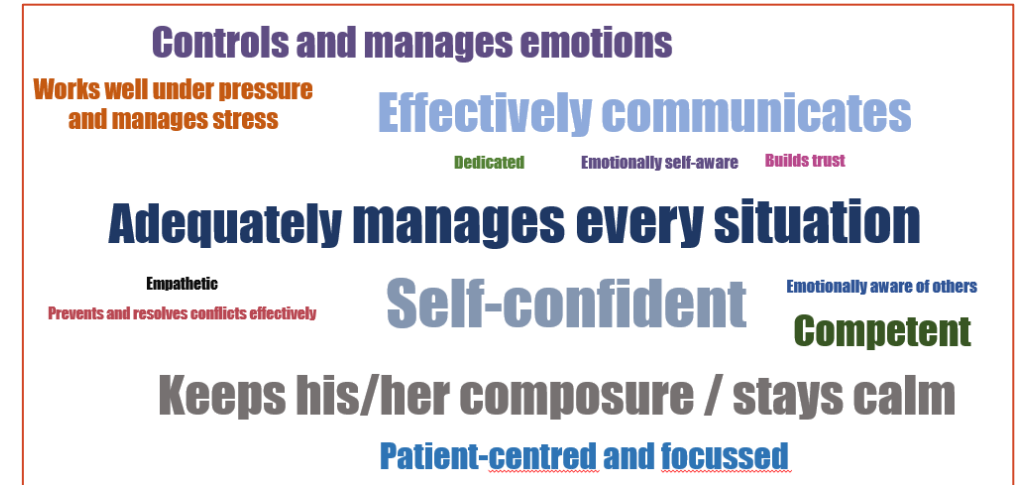 Controls and manages emotions
Works well under pressure
and manages stress
Effectively communicates
Dedicated
Emotionally self-aware
Builds trust
Adequately manages every situation
Empathetic
Prevents and resolves conflicts effectively
Self-confident
Emotionally aware of others
Competent
Keeps his/her composure / stays calm
Patient-centred and focussed